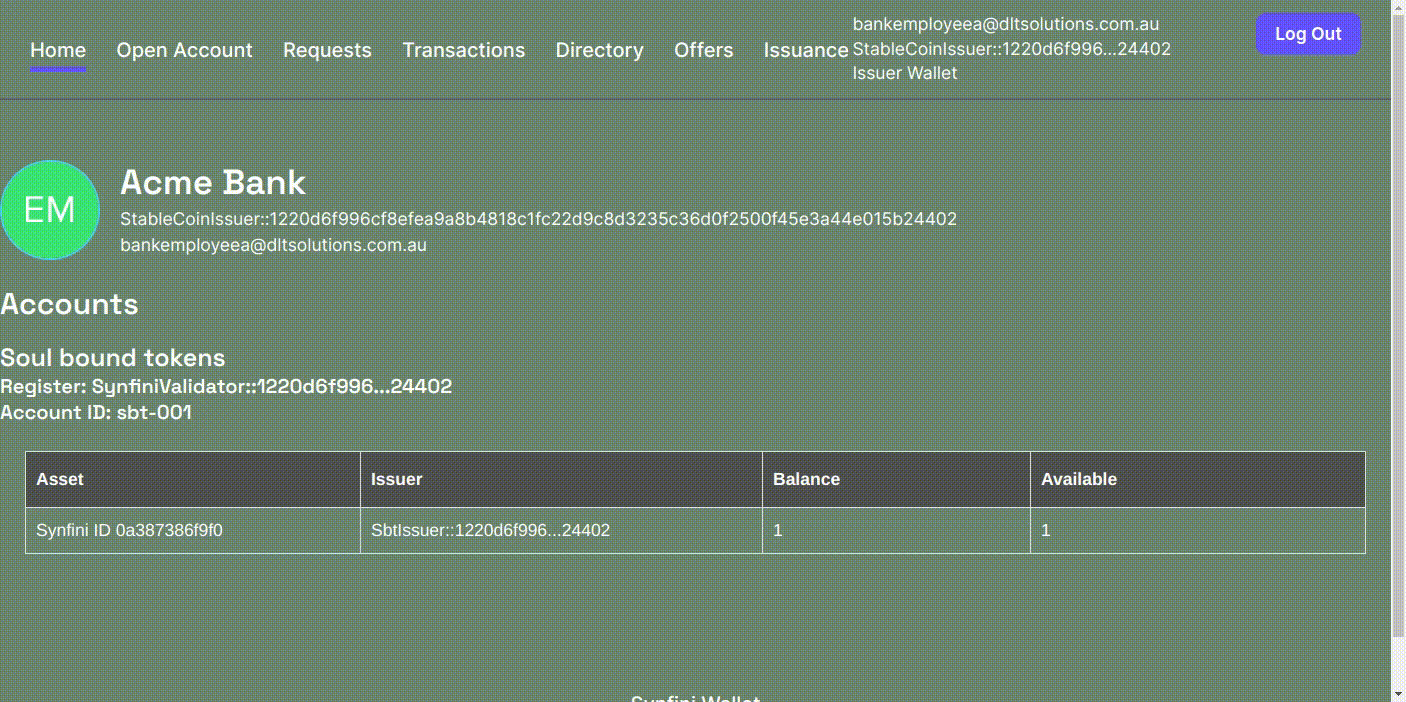 Home Open Account Requests Transactions Directory Offers Issuance
bankemployeea@dltsolutions.com.au
StableCoinIssuer::1220d6f996...24402
Issuer Wallet
Log Out
EM
Acme Bank
StableCoinIssuer::1220d6f996cf8efea9a8b4818c1fc22d9c8d3235c36d0f2500f45e3a44e015b24402
bankemployeea@dltsolutions.com.au
Accounts
Soul bound tokens
Register: SynfiniValidator::1220d6f996...24402
Account ID: sbt-001
Asset Issuer Balance Available
Synfini ID 0a387386f9f0 SbtIssuer::1220d6f996...24402 1 1
Synfini Wallet